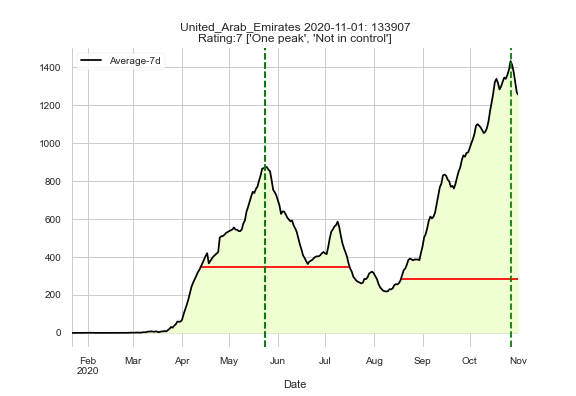 United_Arab_Emirates 2020-11-01: 133907
Rating:7 ['One peak', 'Not in control']
Average-7d
1400
1200
1000
800
600
400
200
0
Feb Mar Apr May Jun Jul Aug Sep Oct Nov
2020
Date